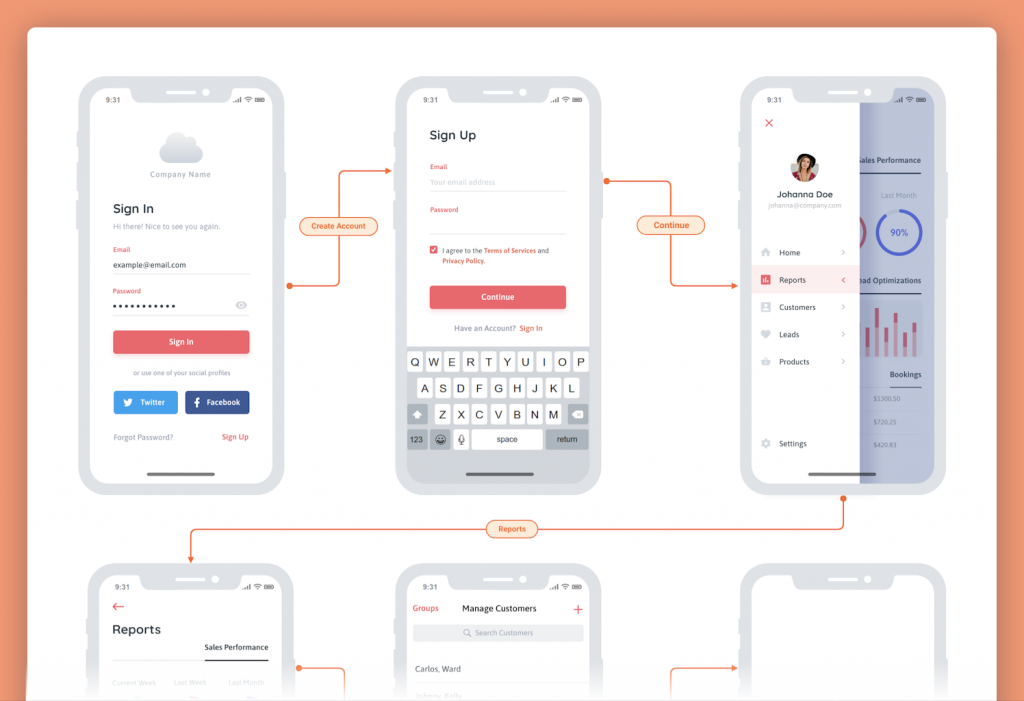 9:31
Company Name
Sign In
Hi there! Nice to see you again.
Email
example@email.com
Password
Sign In
or use one of your social profiles
Twitter
Facebook
Forgot Password?
Sign Up
Create Account
9:31
Sign Up
Email
Your email address
Password
I agree to the Terms of Services and
Privacy Policy.
Continue
Have an Account? Sign In
Q W E R T Y U I O P
A S D F G H J K L
Z X C V B N M
123
space
return
Continue
9:31
Johanna Doe
johanna@company.com
Home
Reports
Customers
Leads
Products
Settings
Sales Performance
Last Month
90%
ad Optimizations
Bookings
$1300.50
$720.25
$420.83
Reports
9:31
Reports
Sales Performance
Current Week
Last Week
Last Month
9:31
Groups
Manage Customers
Search Customers
Carlos, Ward
Johnny, Kelly